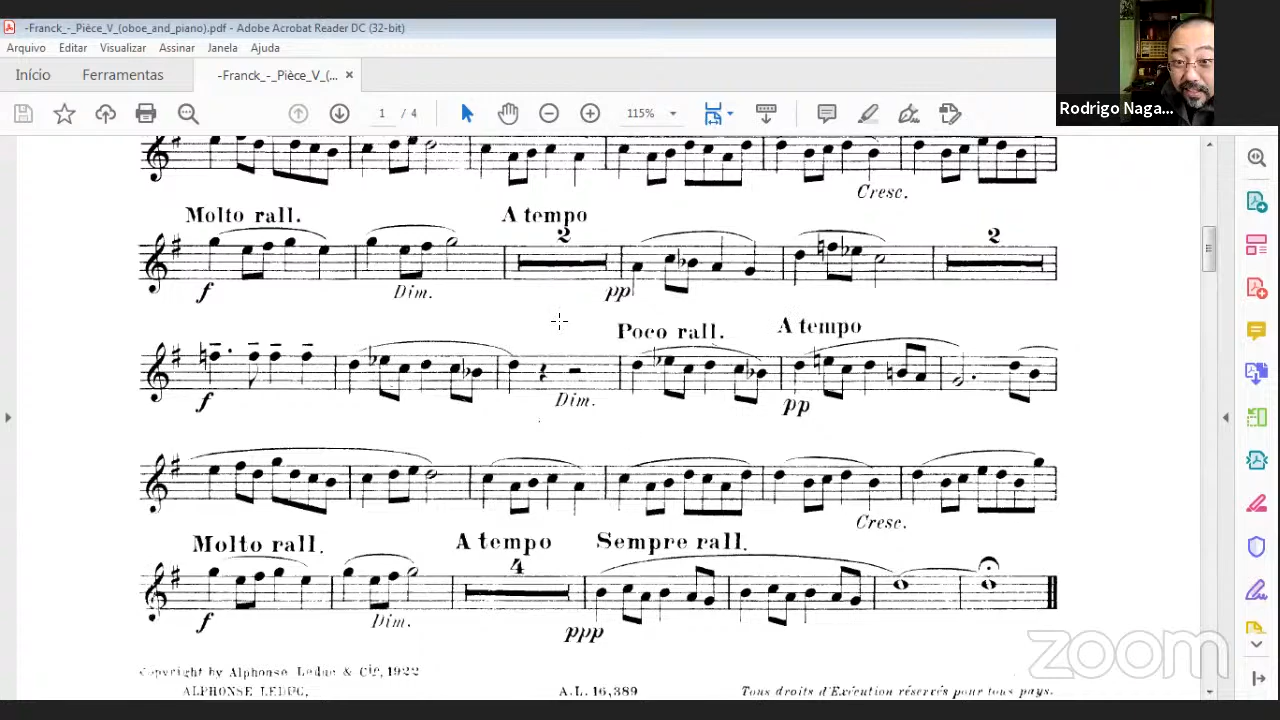 -Franck_-_Pièce_V_(oboe_and_piano).pdf - Adobe Acrobat Reader DC (32-bit)
Arquivo Editar Visualizar Assinar Janela Ajuda
Início Ferramentas -Franck_-_Pièce_V_(... ×
1 / 4 115%
Rodrigo Naga...
Cresc.
Molto rall. A tempo
2 2
f Dim. pp
Poco rall. A tempo
f Dim. pp
Cresc.
Molto rall. A tempo Sempre rall.
4
f Dim. ppp
zoom
Copyright by Alphonse Leduc & Cie, 1922
ALPHONSE LEDUC, A.L. 16,389 Tous droits d'Exécution réservés pour tous pays.